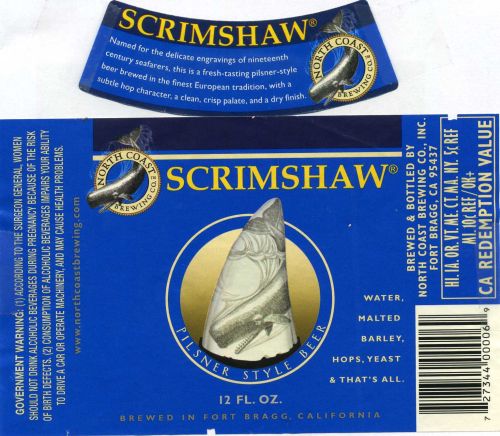 SCRIMSHAW®
Named for the delicate engravings of nineteenth
century seafarers, this is a fresh-tasting pilsner-style
beer brewed in the finest European tradition, with a
subtle hop character, a clean, crisp palate, and a dry finish.
NORTH COAST
BREWING CO.
GOVERNMENT WARNING: (1) ACCORDING TO THE SURGEON GENERAL, WOMEN
SHOULD NOT DRINK ALCOHOLIC BEVERAGES DURING PREGNANCY BECAUSE OF THE RISK
OF BIRTH DEFECTS. (2) CONSUMPTION OF ALCOHOLIC BEVERAGES IMPAIRS YOUR ABILITY
TO DRIVE A CAR OR OPERATE MACHINERY, AND MAY CAUSE HEALTH PROBLEMS.
www.northcoastbrewing.com
NORTH COAST
BREWING CO.
SCRIMSHAW®
PILSNER STYLE BEER
WATER,
MALTED
BARLEY,
HOPS, YEAST
& THAT'S ALL.
12 FL. OZ.
BREWED IN FORT BRAGG, CALIFORNIA
BREWED & BOTTLED BY
NORTH COAST BREWING CO., INC.
FORT BRAGG, CA 95437
HI. IA. OR. VT. ME. CT. MA. NY. 5¢ REF
MI. 10¢ REF/OK+
CA REDEMPTION VALUE
7 27344 00006 9